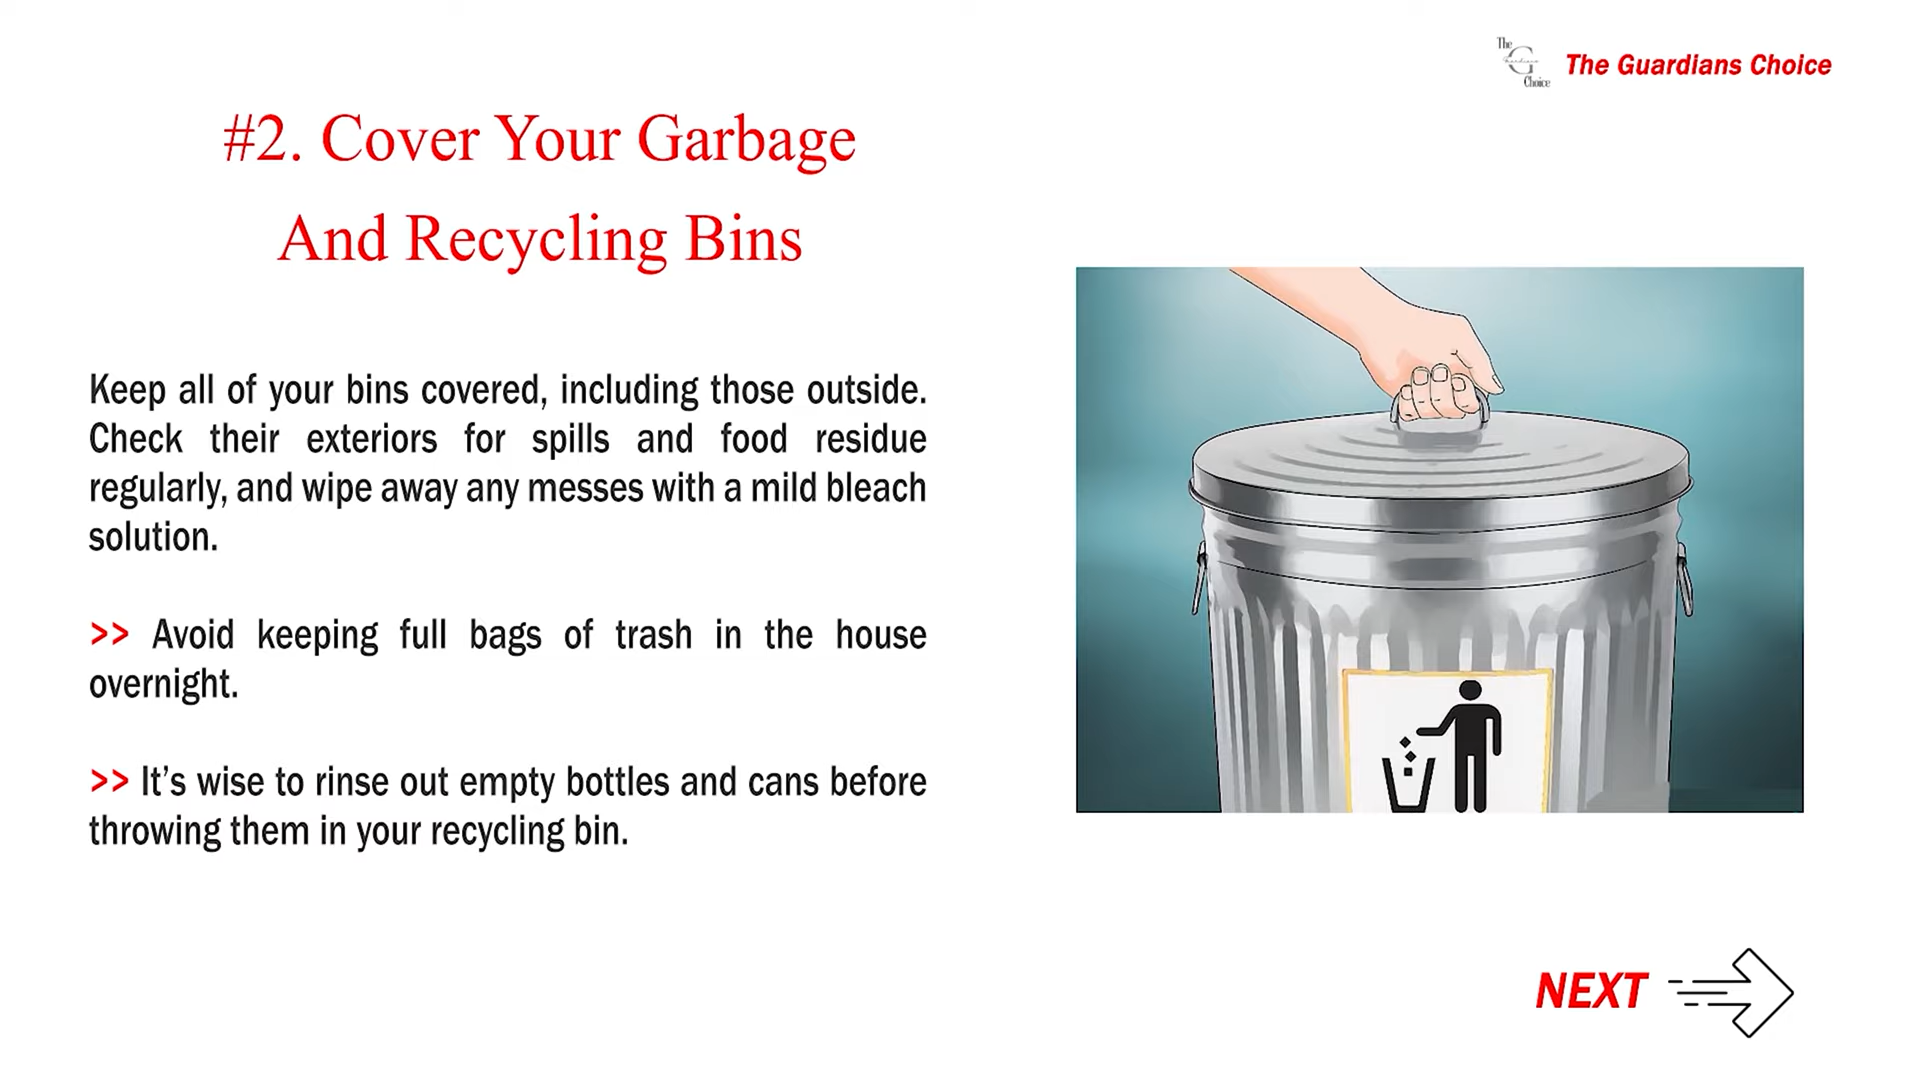 The
G
Choice
The Guardians Choice
#2. Cover Your Garbage
And Recycling Bins
Keep all of your bins covered, including those outside.
Check their exteriors for spills and food residue
regularly, and wipe away any messes with a mild bleach
solution.
>> Avoid keeping full bags of trash in the house
overnight.
>> It’s wise to rinse out empty bottles and cans before
throwing them in your recycling bin.
NEXT